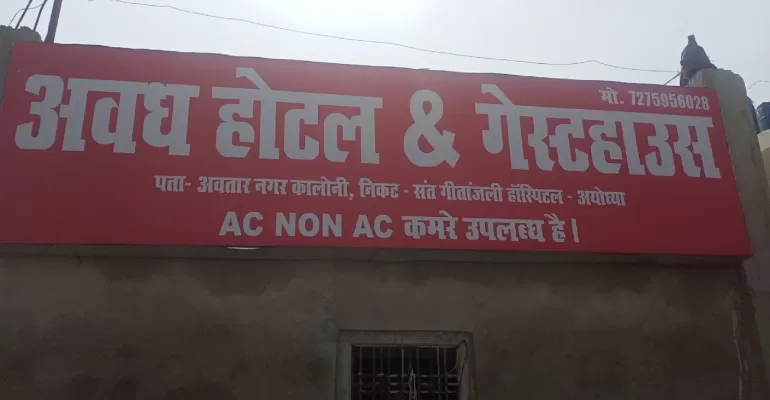 मो. 7275956028
अवध होटल & गेस्टहाउस
पता- अवतार नगर कालोनी, निकट - संत गीतांजली हॉस्पिटल - अयोध्या
AC NON AC कमरे उपलब्ध है।